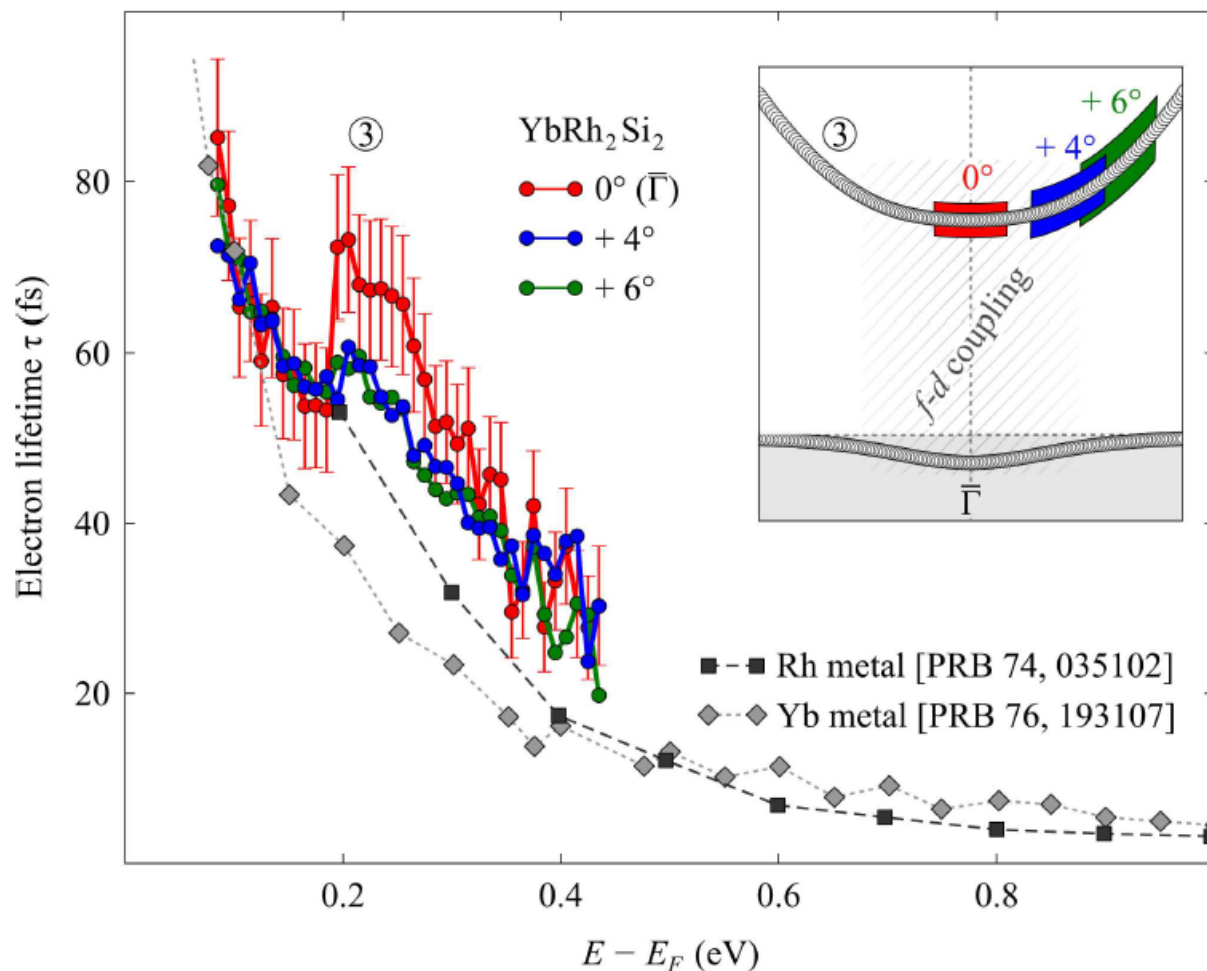 80
60
40
20
0.2
0.4
0.6
0.8
Electron lifetime τ (fs)
E − E_F (eV)
③
YbRh₂Si₂
0° (Γ̅)
+ 4°
+ 6°
③
0°
+ 4°
+ 6°
f-d coupling
Γ̅
Rh metal [PRB 74, 035102]
Yb metal [PRB 76, 193107]